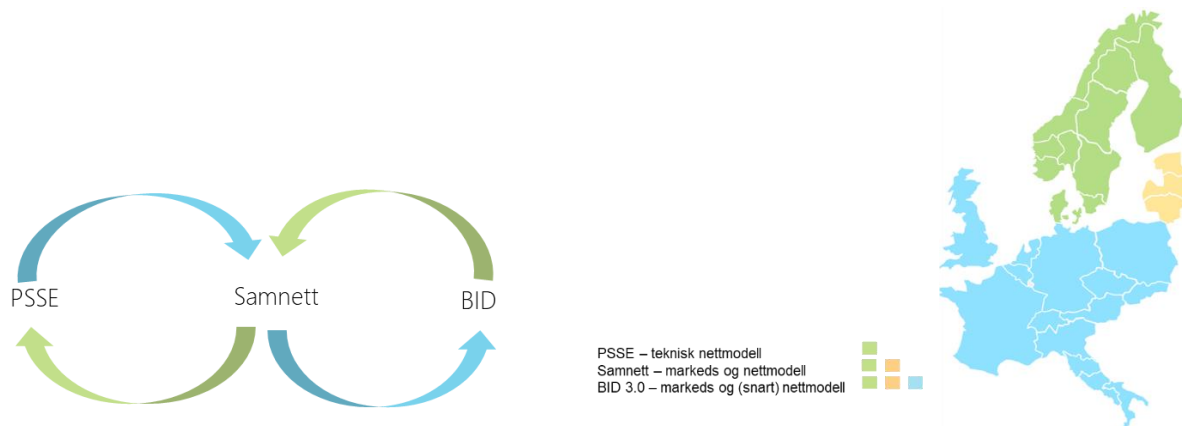 PSSE
Samnett
BID
PSSE – teknisk nettmodell
Samnett – markeds og nettmodell
BID 3.0 – markeds og (snart) nettmodell